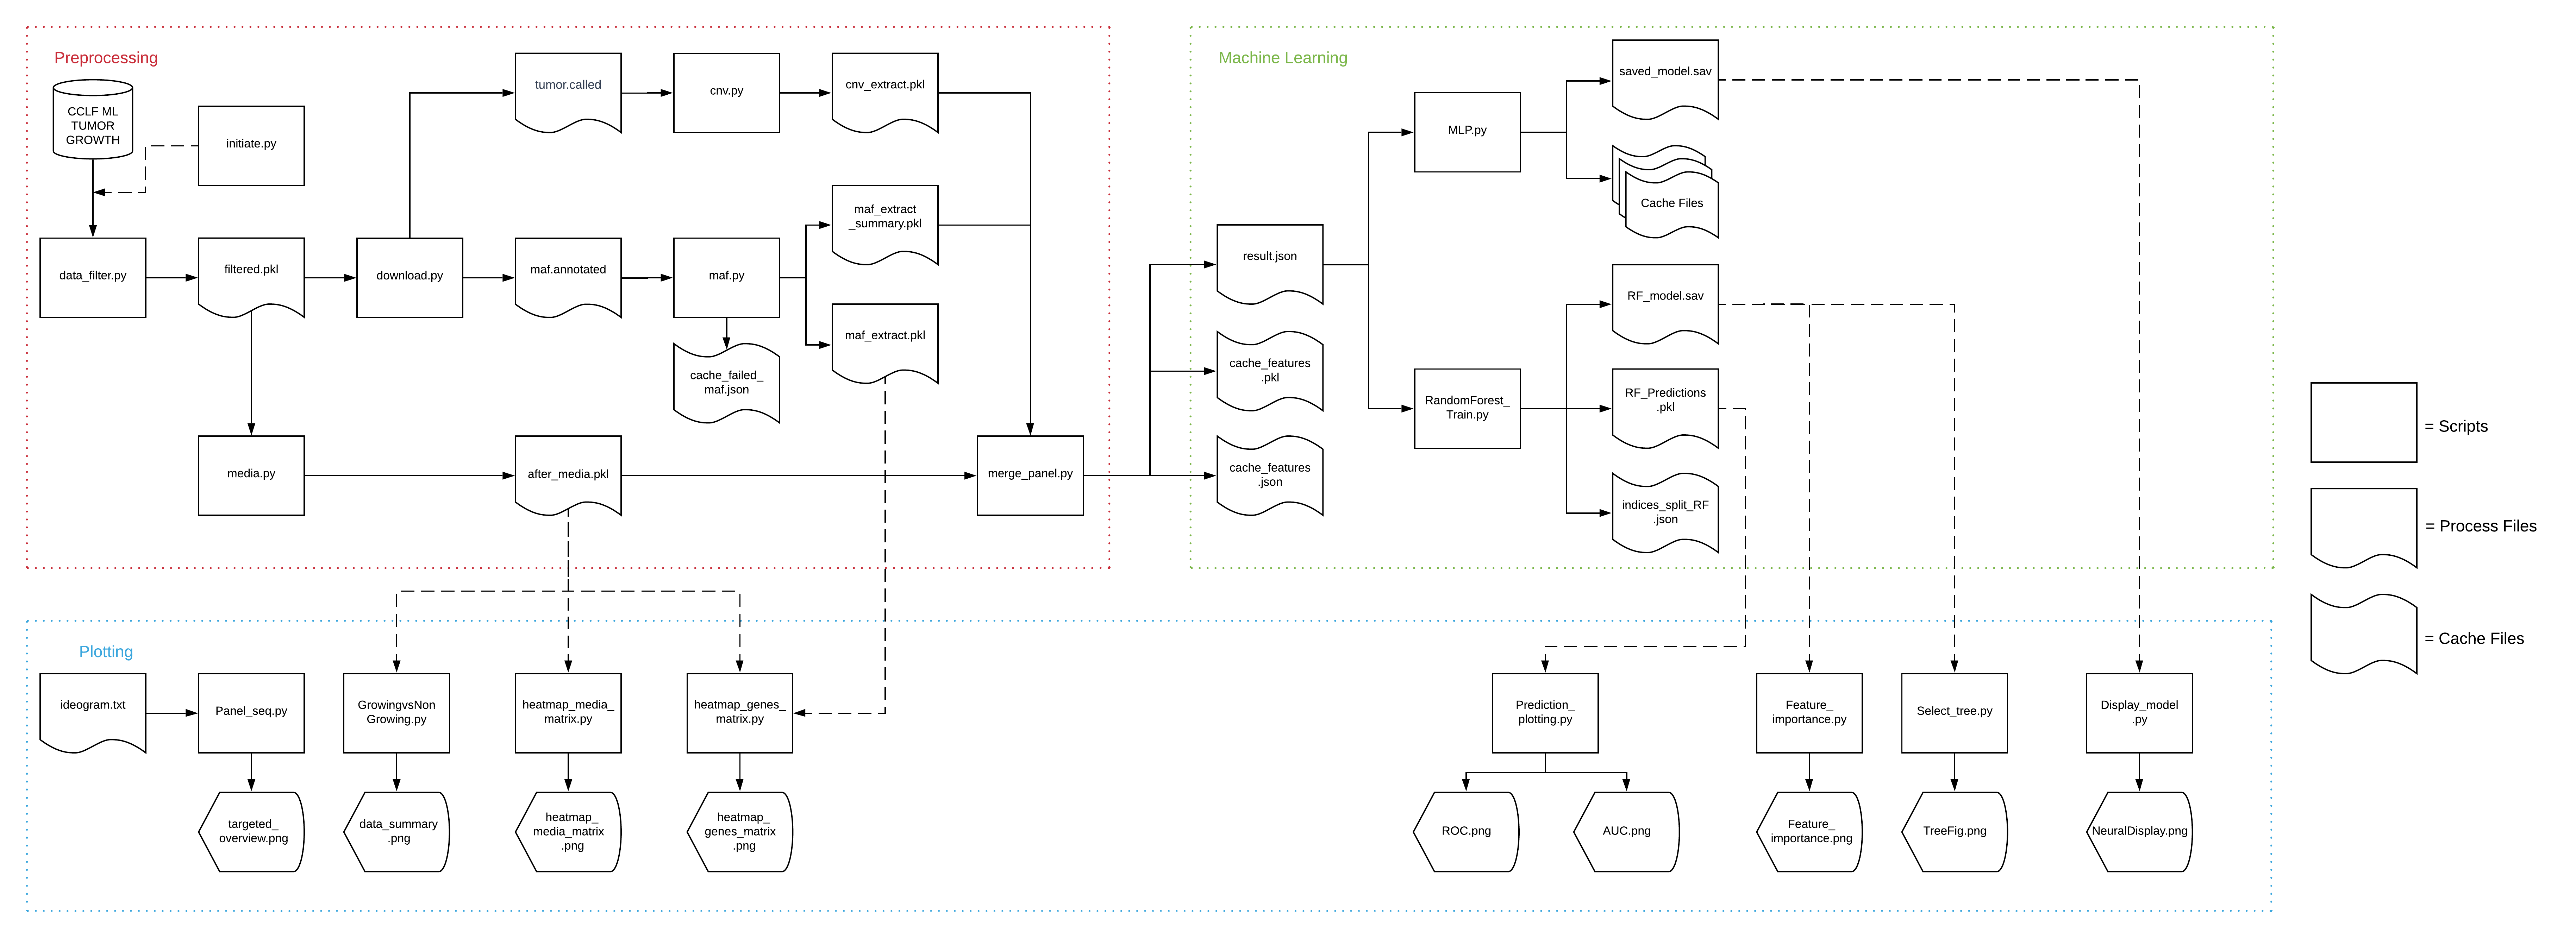 Preprocessing
CCLF ML
TUMOR
GROWTH
initiate.py
tumor.called
cnv.py
cnv_extract.pkl
data_filter.py
filtered.pkl
download.py
maf.annotated
maf.py
maf_extract
_summary.pkl
maf_extract.pkl
cache_failed_
maf.json
media.py
after_media.pkl
merge_panel.py
Machine Learning
result.json
cache_features
.pkl
cache_features
.json
MLP.py
RandomForest_
Train.py
saved_model.sav
Cache Files
RF_model.sav
RF_Predictions
.pkl
indices_split_RF
.json
= Scripts
= Process Files
= Cache Files
Plotting
ideogram.txt
Panel_seq.py
GrowingvsNon
Growing.py
heatmap_media_
matrix.py
heatmap_genes_
matrix.py
Prediction_
plotting.py
Feature_
importance.py
Select_tree.py
Display_model
.py
targeted_
overview.png
data_summary
.png
heatmap_
media_matrix
.png
heatmap_
genes_matrix
.png
ROC.png
AUC.png
Feature_
importance.png
TreeFig.png
NeuralDisplay.png